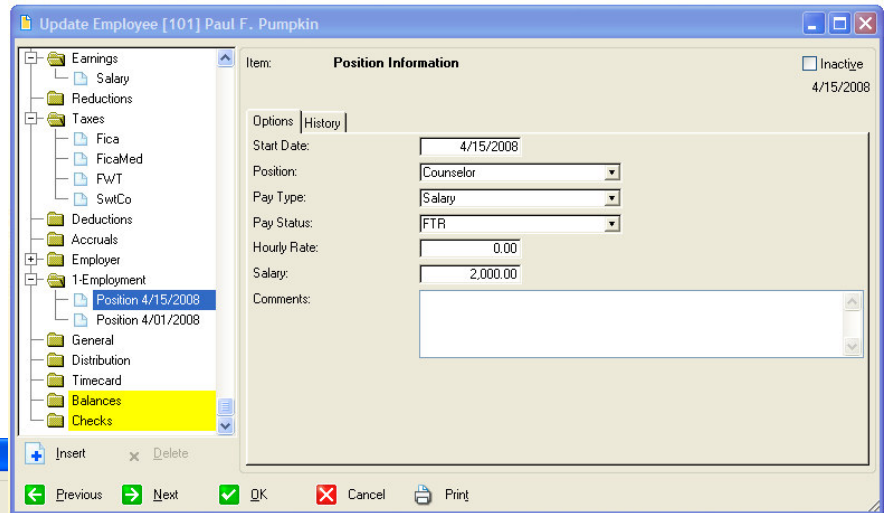 Update Employee [101] Paul F. Pumpkin
Earnings
Salary
Reductions
Taxes
Fica
FicaMed
FWT
SwtCo
Deductions
Accruals
Employer
1-Employment
Position 4/15/2008
Position 4/01/2008
General
Distribution
Timecard
Balances
Checks
Insert Delete
Item: Position Information
Inactive
4/15/2008
Options History
Start Date: 4/15/2008
Position: Counselor
Pay Type: Salary
Pay Status: FTR
Hourly Rate: 0.00
Salary: 2,000.00
Comments:
Previous Next OK Cancel Print